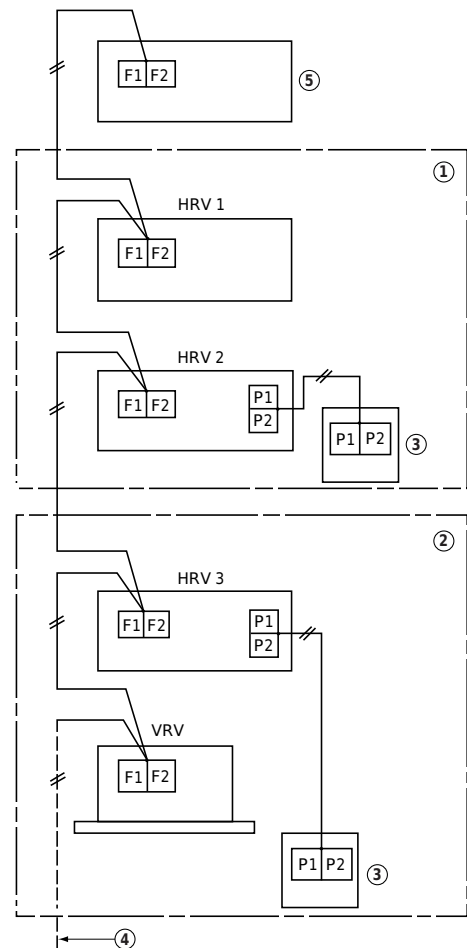 F1 F2
⑤
①
HRV 1
F1 F2
HRV 2
F1 F2
P1
P2
P1 P2
③
②
HRV 3
F1 F2
P1
P2
VRV
F1 F2
P1 P2
③
④